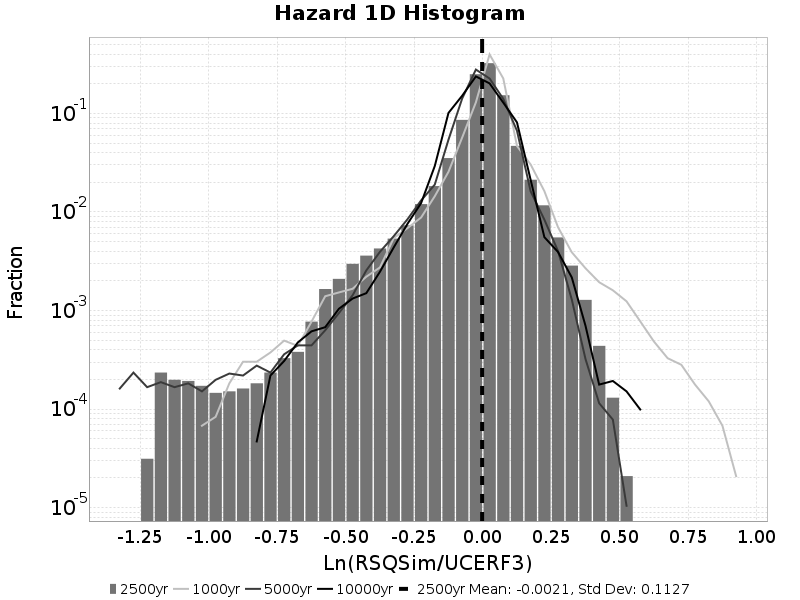 Hazard 1D Histogram
Fraction
10-1
10-2
10-3
10-4
10-5
-1.25 -1.00 -0.75 -0.50 -0.25 0.00 0.25 0.50 0.75 1.00
Ln(RSQSim/UCERF3)
2500yr 1000yr 5000yr 10000yr 2500yr Mean: -0.0021, Std Dev: 0.1127